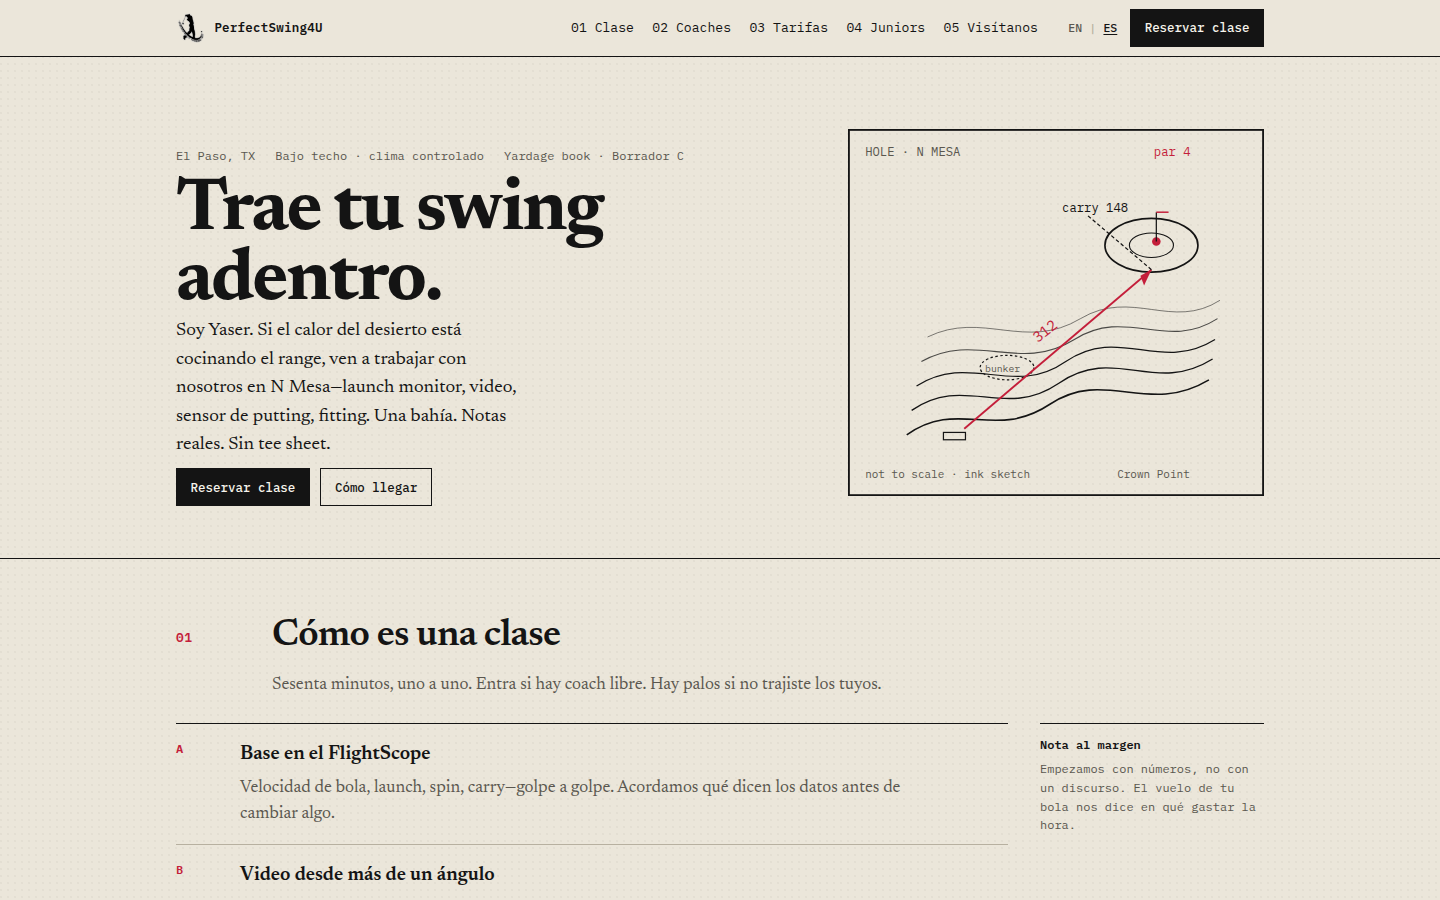 PerfectSwing4U
01 Clase 02 Coaches 03 Tarifas 04 Juniors 05 Visítanos EN | ES Reservar clase
El Paso, TX Bajo techo · clima controlado Yardage book · Borrador C
Trae tu swing
adentro.
Soy Yaser. Si el calor del desierto está
cocinando el range, ven a trabajar con
nosotros en N Mesa—launch monitor, video,
sensor de putting, fitting. Una bahía. Notas
reales. Sin tee sheet.
Reservar clase Cómo llegar
HOLE · N MESA par 4
carry 148
312
bunker
not to scale · ink sketch Crown Point
01 Cómo es una clase
Sesenta minutos, uno a uno. Entra si hay coach libre. Hay palos si no trajiste los tuyos.
A Base en el FlightScope
Velocidad de bola, launch, spin, carry—golpe a golpe. Acordamos qué dicen los datos antes de
cambiar algo.
B Video desde más de un ángulo
Nota al margen
Empezamos con números, no con
un discurso. El vuelo de tu
bola nos dice en qué gastar la
hora.